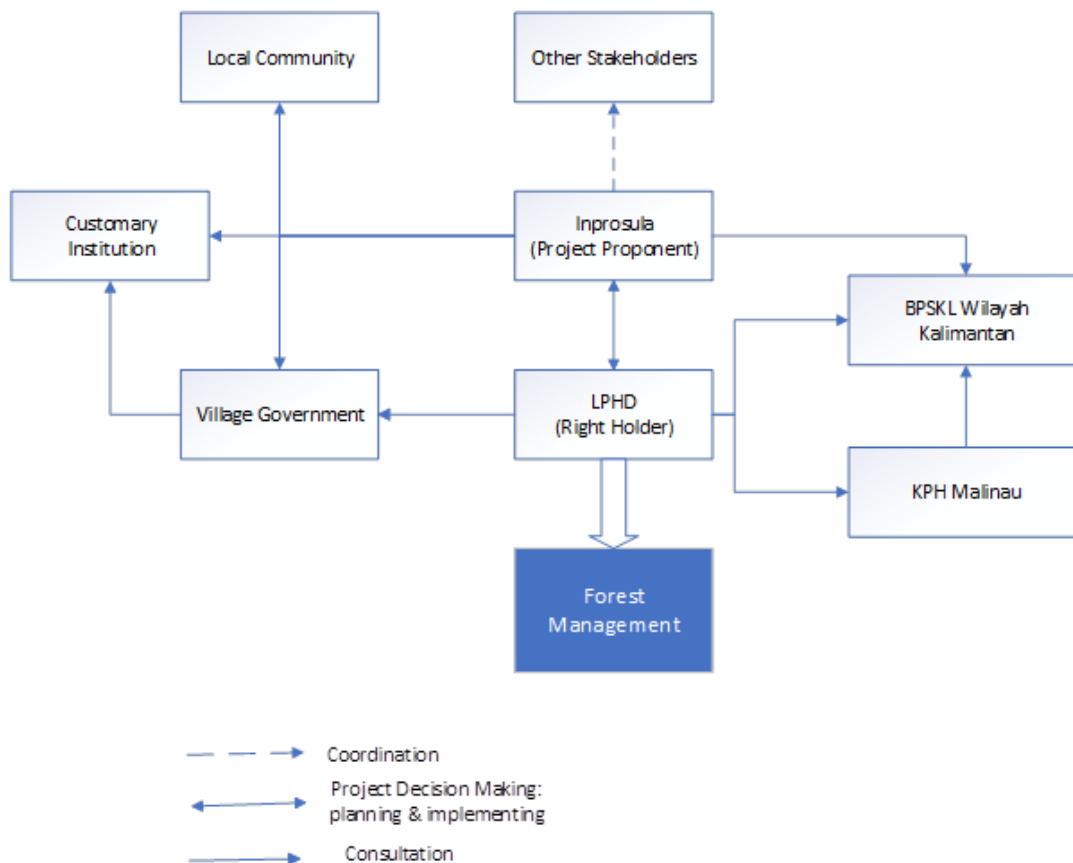 Local Community
Other Stakeholders
Customary
Institution
Inprosula
(Project Proponent)
BPSKL Wilayah
Kalimantan
Village Government
LPHD
(Right Holder)
KPH Malinau
Forest
Management
Coordination
Project Decision Making:
planning & implementing
Consultation